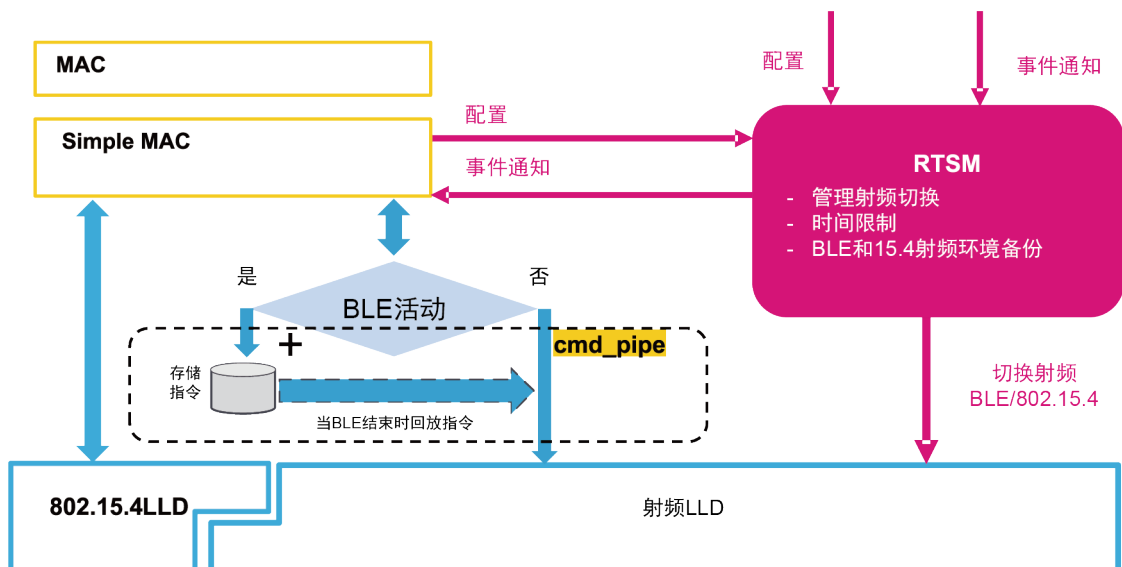 MAC
Simple MAC
配置
事件通知
配置
事件通知
RTSM
- 管理射频切换
- 时间限制
- BLE和15.4射频环境备份
是
否
BLE活动
+
cmd_pipe
存储
指令
当BLE结束时回放指令
切换射频
BLE/802.15.4
802.15.4LLD
射频LLD